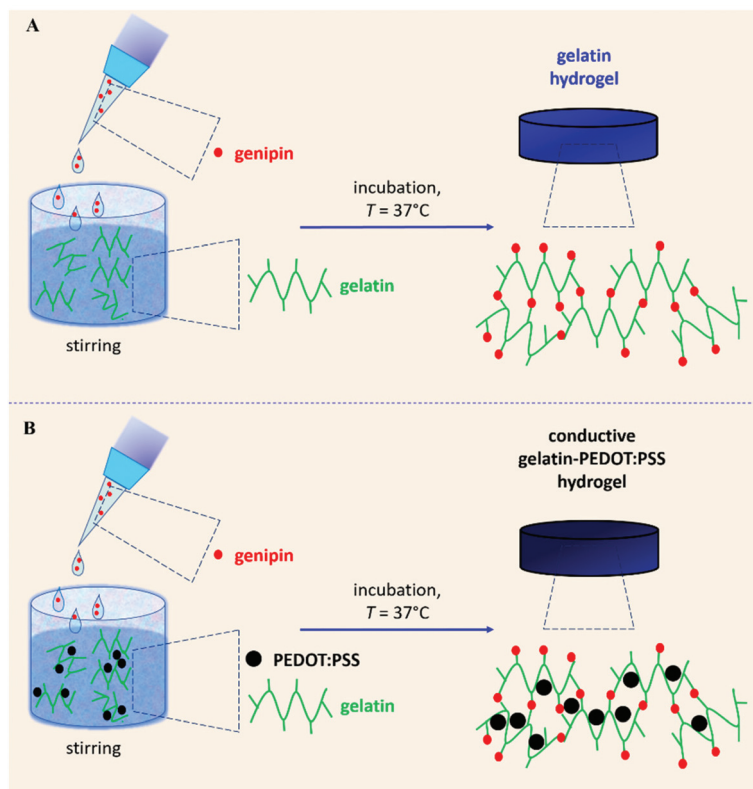 A
gelatin
hydrogel
genipin
incubation,
T = 37°C
gelatin
stirring
B
conductive
gelatin-PEDOT:PSS
hydrogel
genipin
incubation,
T = 37°C
PEDOT:PSS
gelatin
stirring